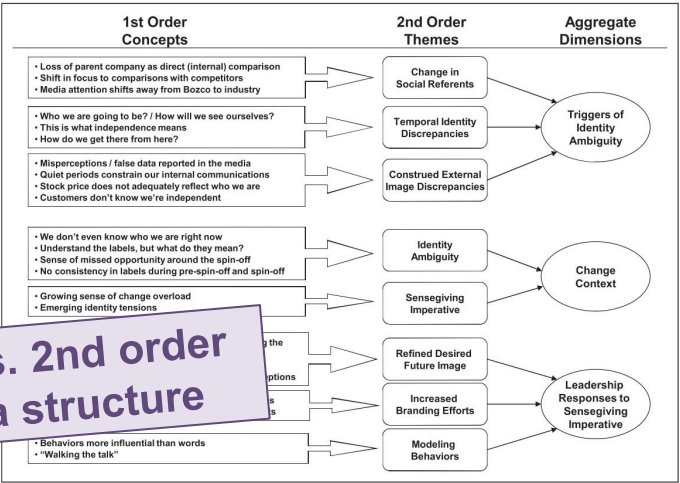 1st Order
Concepts
2nd Order
Themes
Aggregate
Dimensions
• Loss of parent company as direct (internal) comparison
• Shift in focus to comparisons with competitors
• Media attention shifts away from Bozco to industry
Change in
Social Referents
• Who we are going to be? / How will we see ourselves?
• This is what independence means
• How do we get there from here?
Temporal Identity
Discrepancies
• Misperceptions / false data reported in the media
• Quiet periods constrain our internal communications
• Stock price does not adequately reflect who we are
• Customers don't know we're independent
Construed External
Image Discrepancies
Triggers of
Identity
Ambiguity
• We don't even know who we are right now
• Understand the labels, but what do they mean?
• Sense of missed opportunity around the spin-off
• No consistency in labels during pre-spin-off and spin-off
Identity
Ambiguity
• Growing sense of change overload
• Emerging identity tensions
Sensegiving
Imperative
Change
Context
g the
ptions
Refined Desired
Future Image
s
ts
Increased
Branding Efforts
• Behaviors more influential than words
• "Walking the talk"
Modeling
Behaviors
Leadership
Responses to
Sensegiving
Imperative
s. 2nd order
a structure